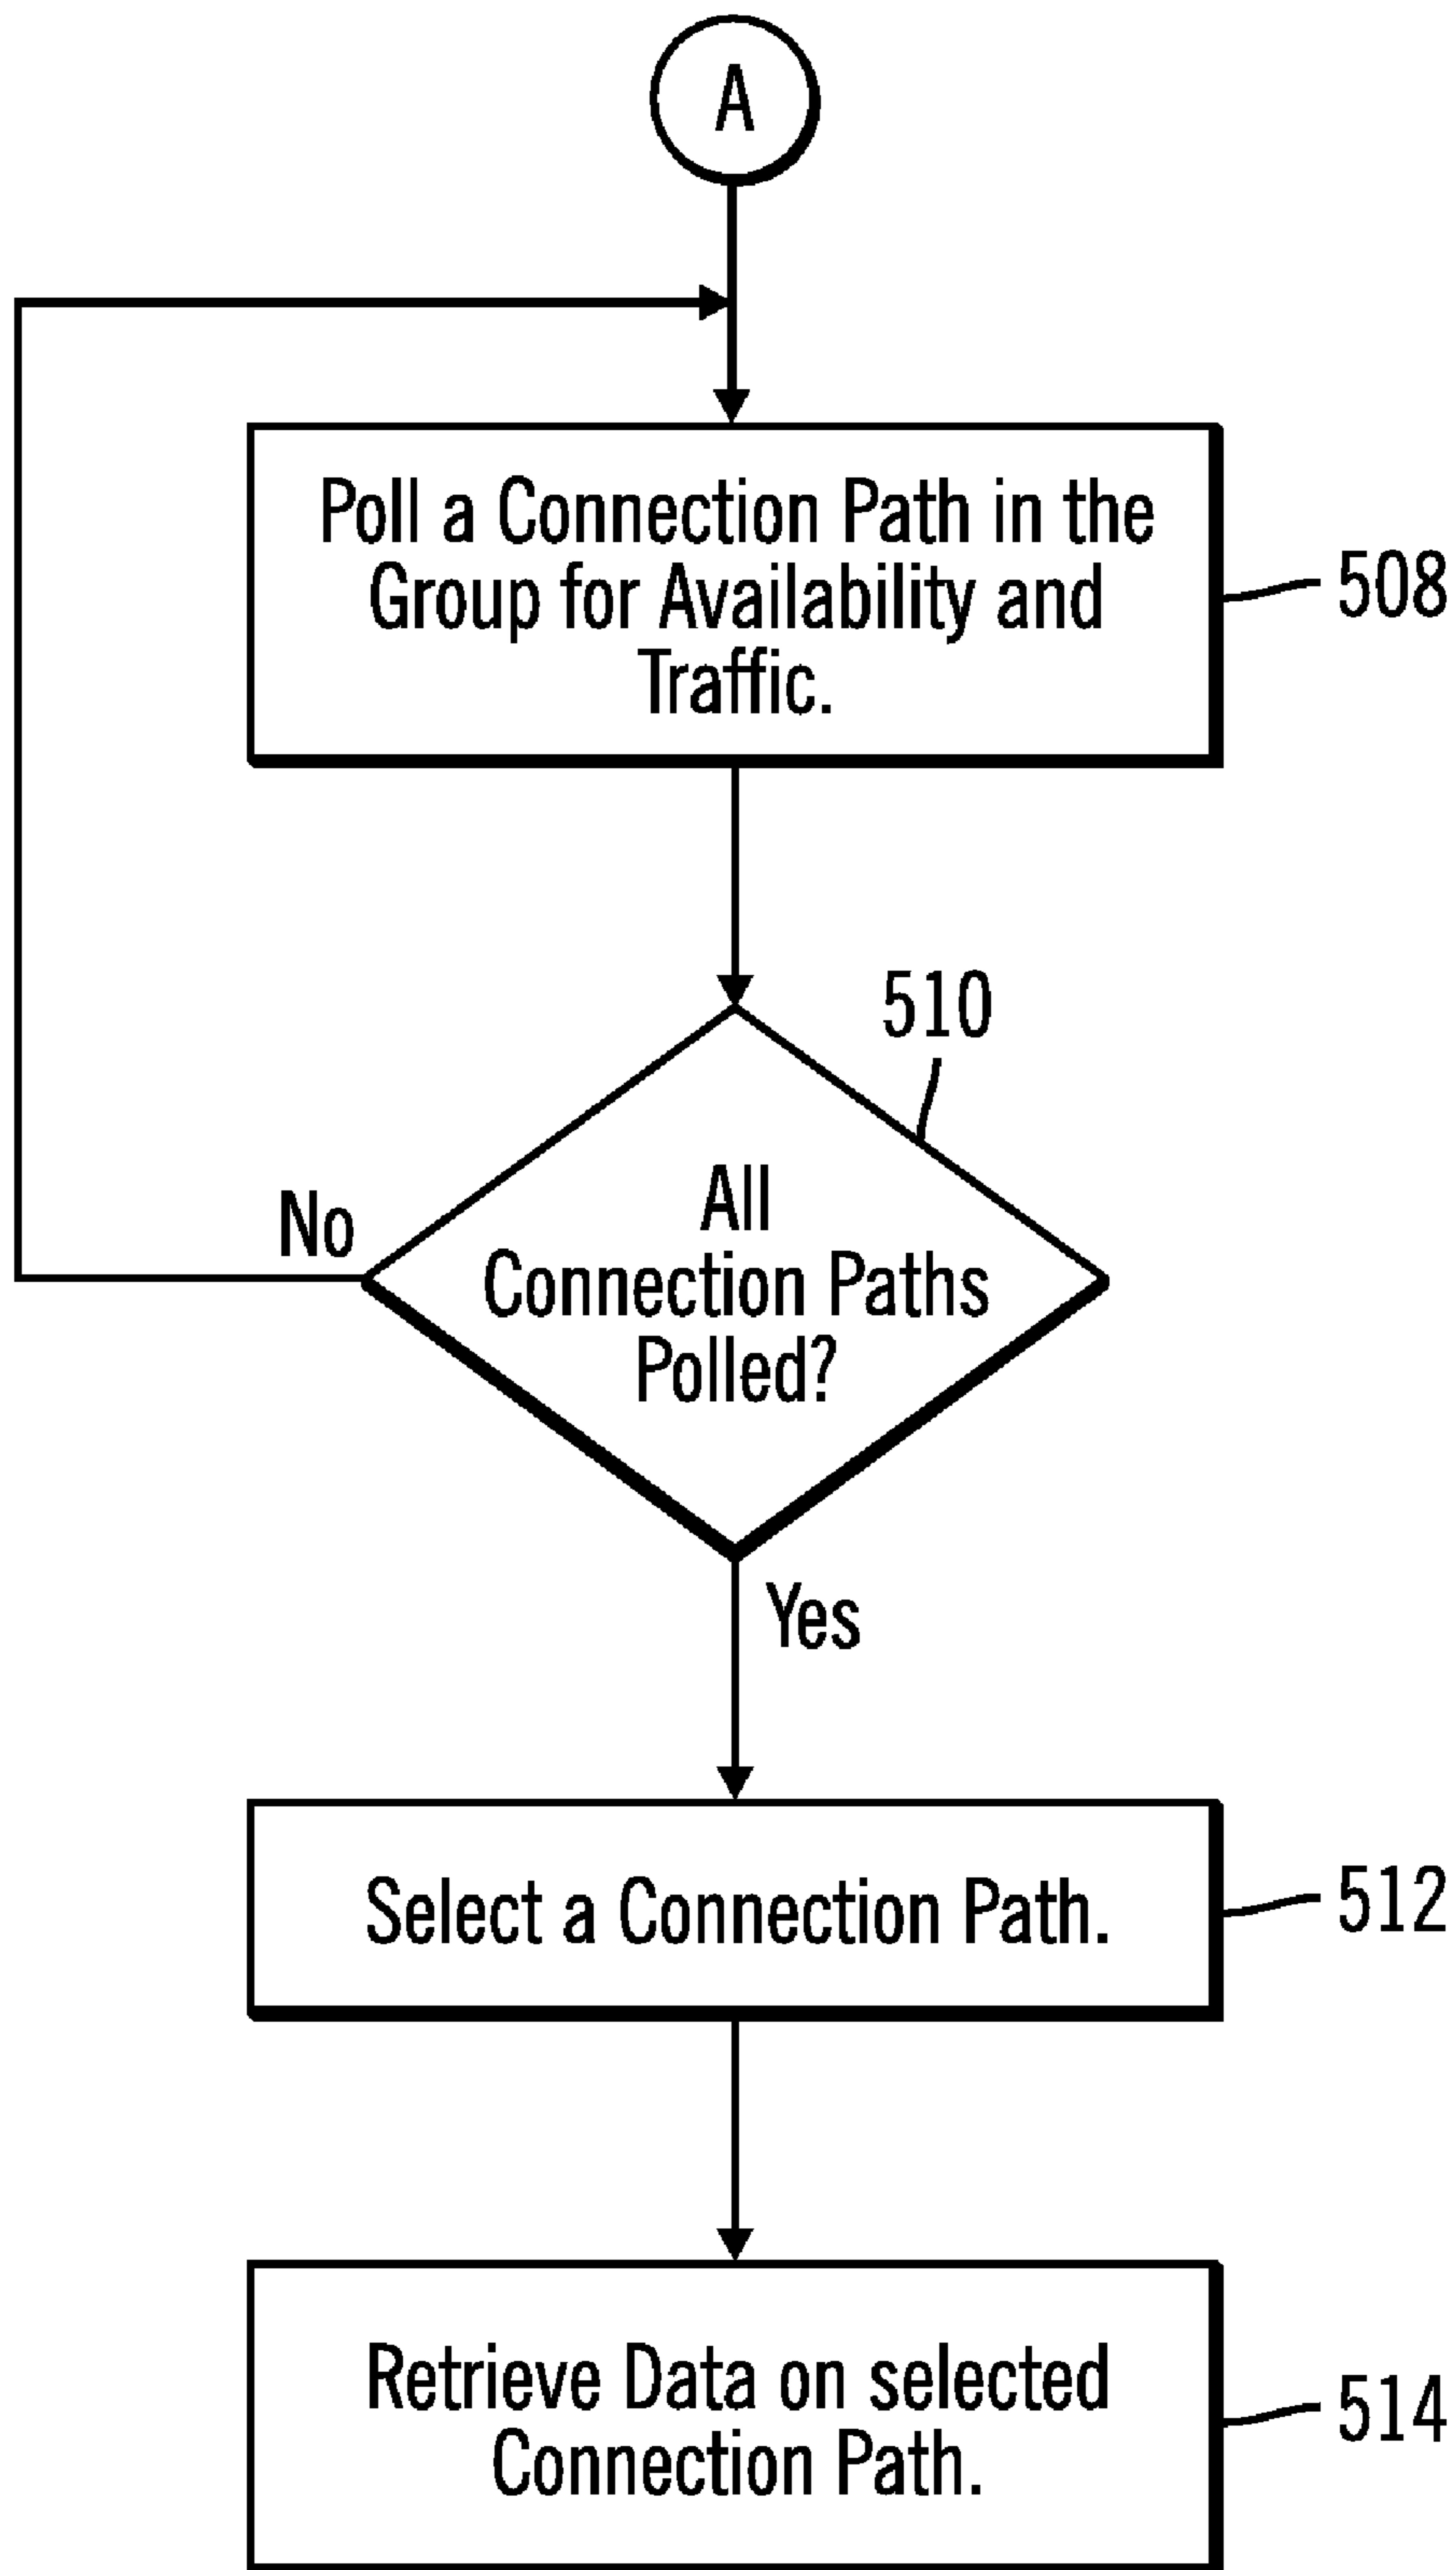 A
Poll a Connection Path in the
Group for Availability and
Traffic.
508
510
All
Connection Paths
Polled?
No
Yes
Select a Connection Path.
512
Retrieve Data on selected
Connection Path.
514